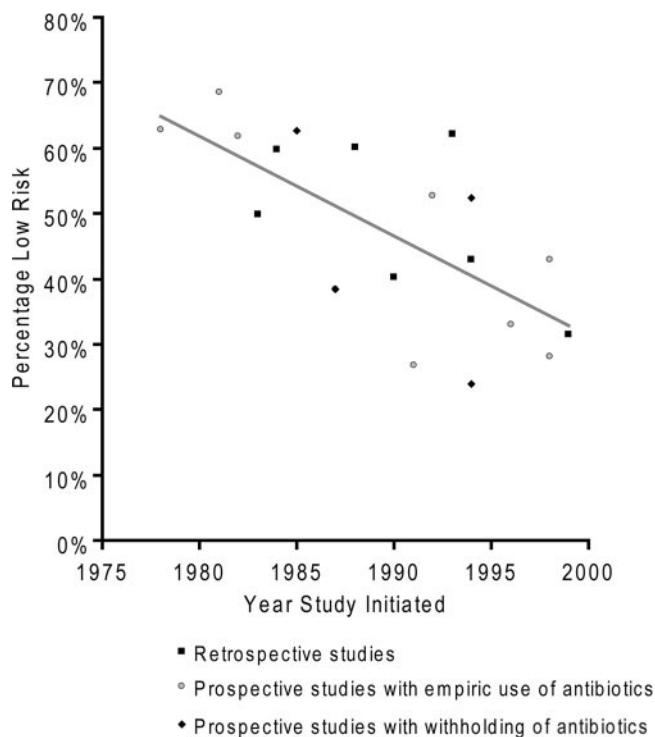 80%
70%
60%
50%
40%
30%
20%
10%
0%
Percentage Low Risk
1975 1980 1985 1990 1995 2000
Year Study Initiated
Retrospective studies
Prospective studies with empiric use of antibiotics
Prospective studies with withholding of antibiotics